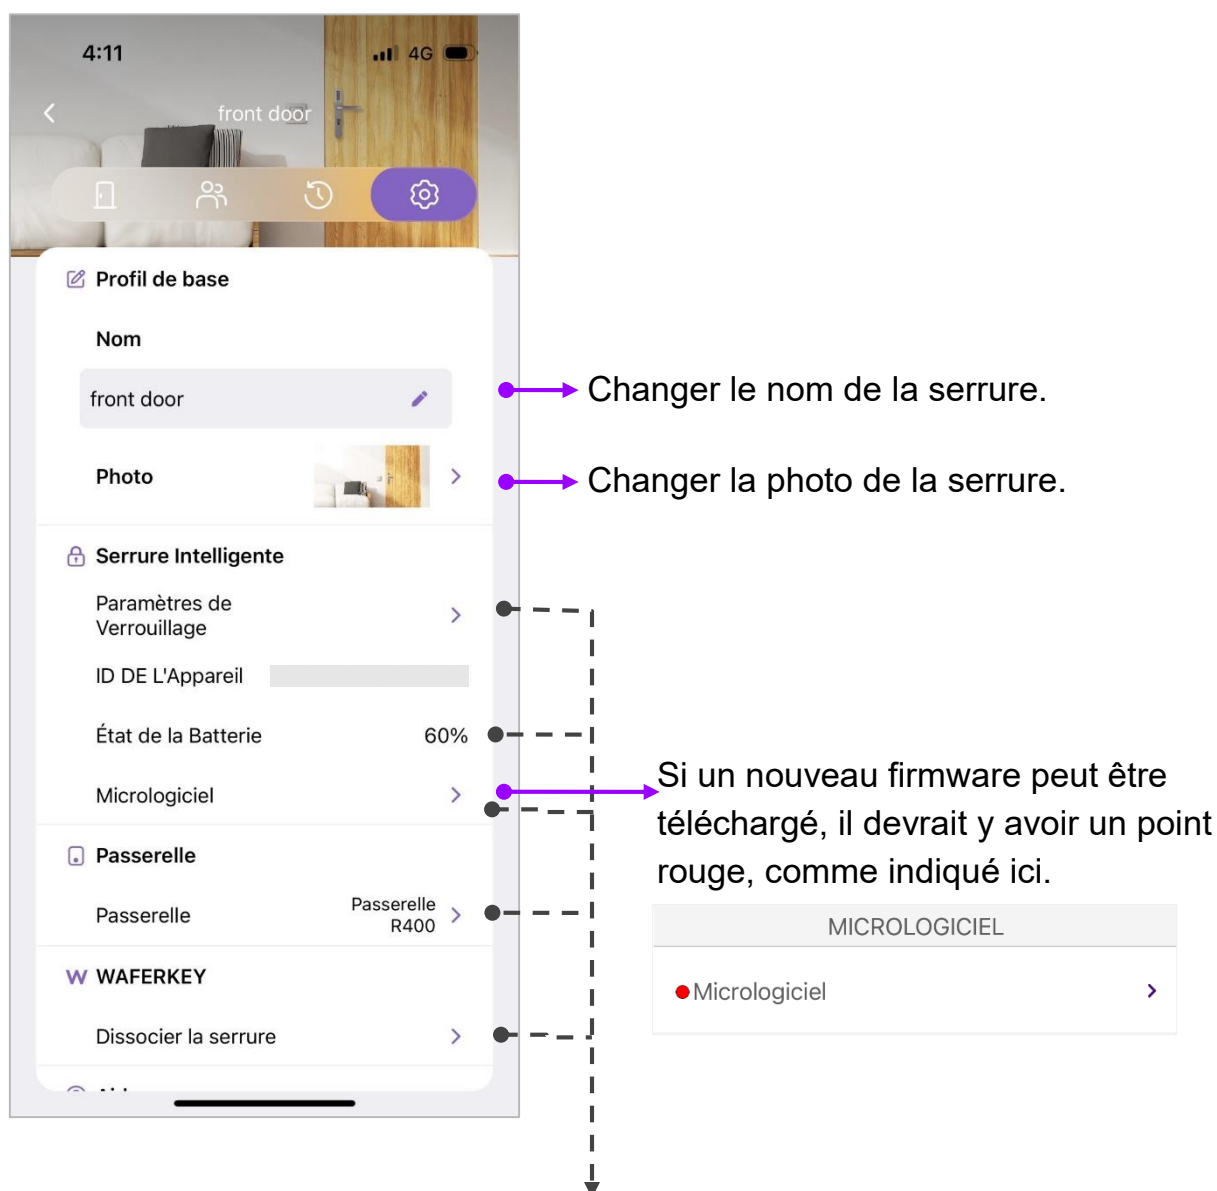 4:11
4G
front door
Profil de base
Nom
front door
Changer le nom de la serrure.
Photo
Changer la photo de la serrure.
Serrure Intelligente
Paramètres de
Verrouillage
ID DE L'Appareil
État de la Batterie
60%
Micrologiciel
Si un nouveau firmware peut être
téléchargé, il devrait y avoir un point
rouge, comme indiqué ici.
Passerelle
Passerelle
Passerelle
R400
MICROLOGICIEL
Micrologiciel
W WAFERKEY
Dissocier la serrure